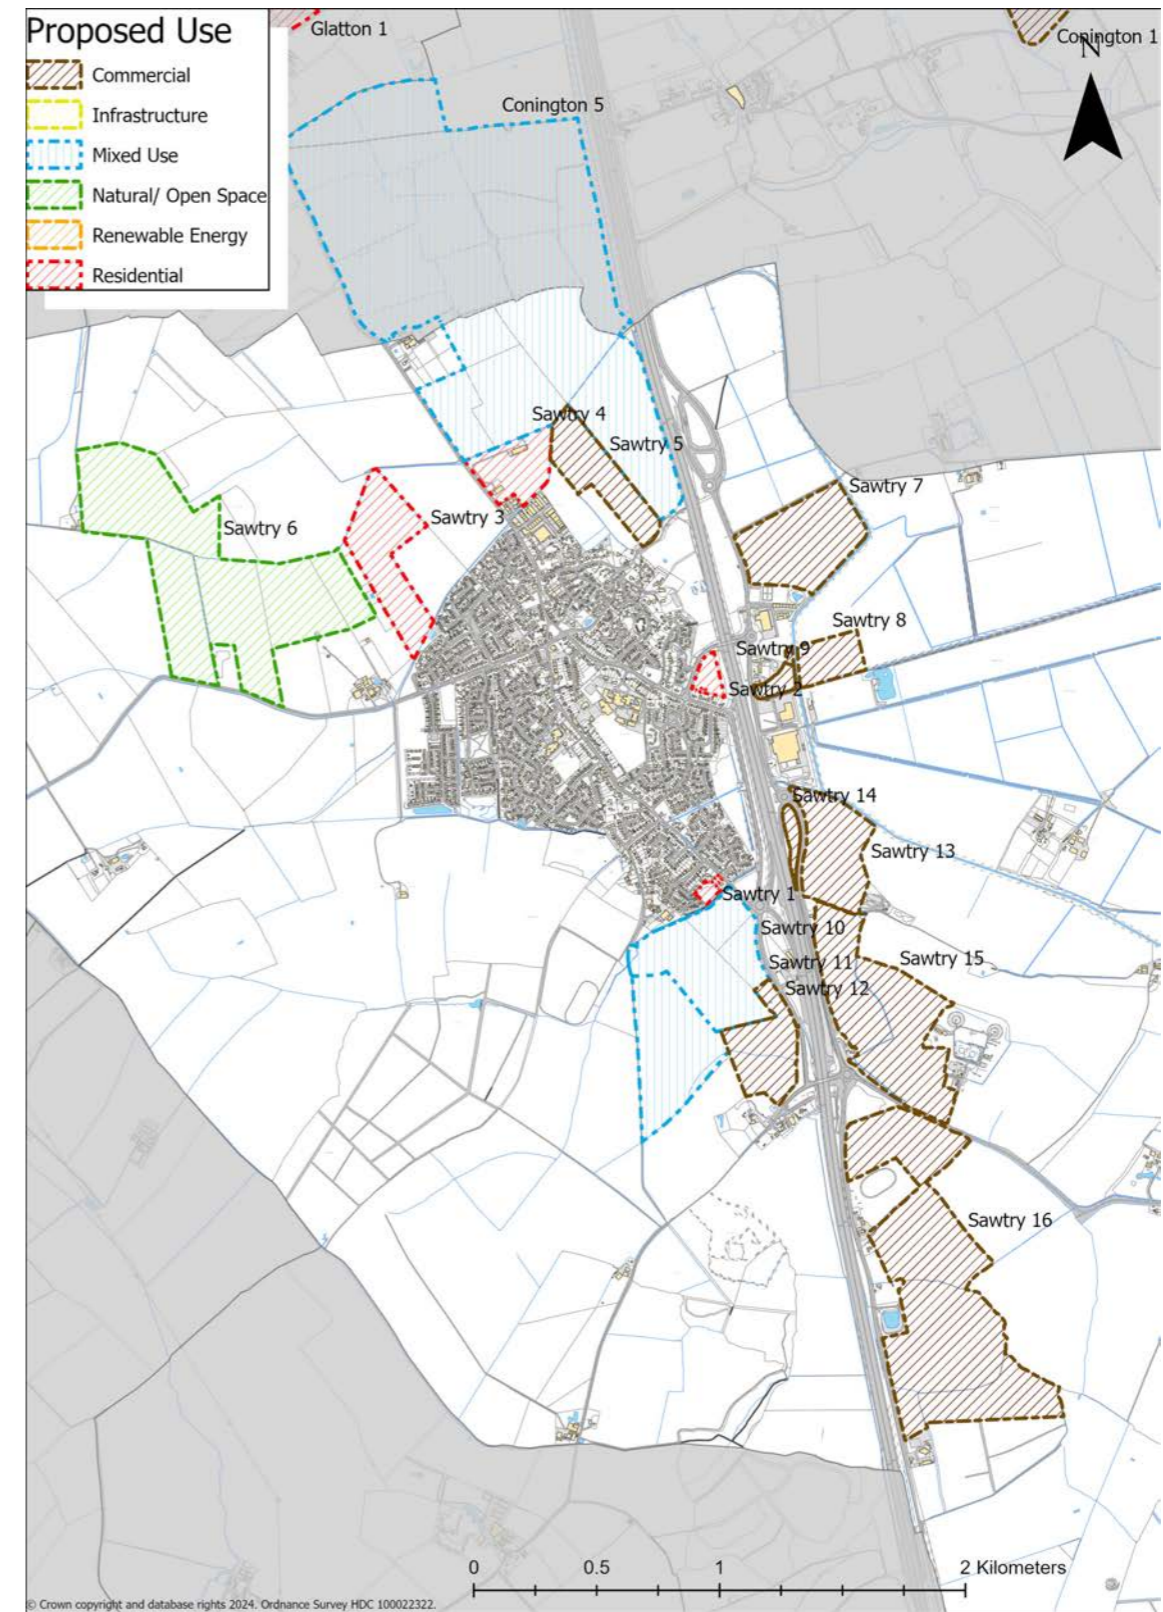 Proposed Use
Commercial
Infrastructure
Mixed Use
Natural/ Open Space
Renewable Energy
Residential
Glatton 1
Conington 1
N
Conington 5
Sawtry 4
Sawtry 5
Sawtry 7
Sawtry 3
Sawtry 6
Sawtry 8
Sawtry 9
Sawtry 2
Sawtry 14
Sawtry 13
Sawtry 1
Sawtry 10
Sawtry 15
Sawtry 11
Sawtry 12
Sawtry 16
0 0.5 1 2 Kilometers
© Crown copyright and database rights 2024. Ordnance Survey HDC 100022322.